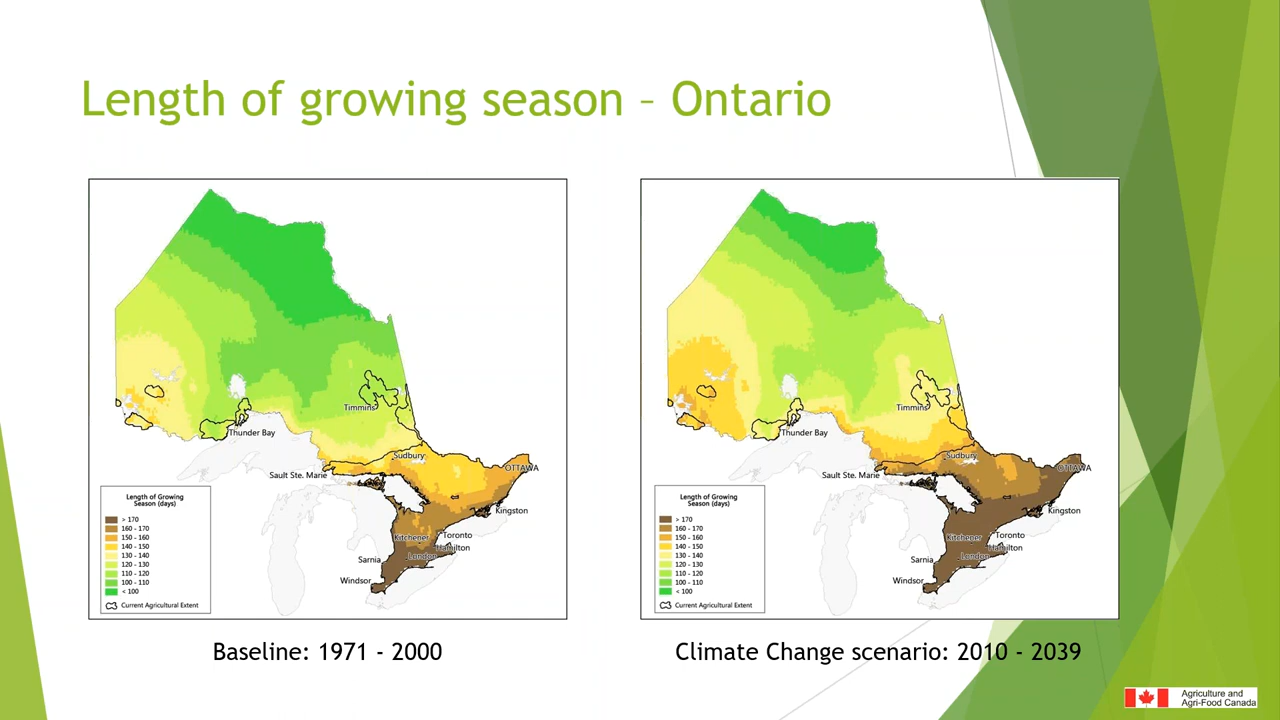 Length of growing season – Ontario
Timmins
Thunder Bay
Sudbury
OTTAWA
Sault Ste. Marie
Kingston
Kitchener
Toronto
Hamilton
London
Sarnia
Windsor
Length of Growing
Season (days)
> 170
160 - 170
150 - 160
140 - 150
130 - 140
120 - 130
110 - 120
100 - 110
< 100
Current Agricultural Extent
Baseline: 1971 - 2000
Timmins
Thunder Bay
Sudbury
OTTAWA
Sault Ste. Marie
Kingston
Kitchener
Toronto
Hamilton
London
Sarnia
Windsor
Length of Growing
Season (days)
> 170
160 - 170
150 - 160
140 - 150
130 - 140
120 - 130
110 - 120
100 - 110
< 100
Current Agricultural Extent
Climate Change scenario: 2010 - 2039
Agriculture and
Agri-Food Canada